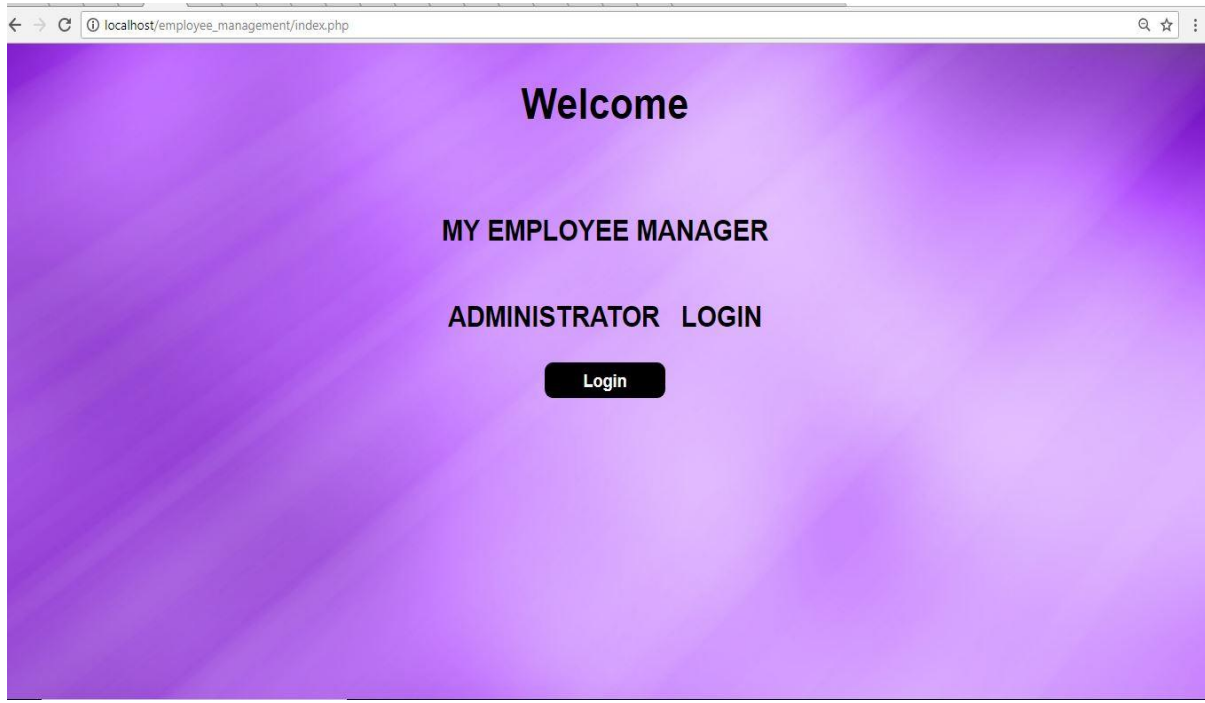 localhost/employee_management/index.php
Welcome
MY EMPLOYEE MANAGER
ADMINISTRATOR LOGIN
Login